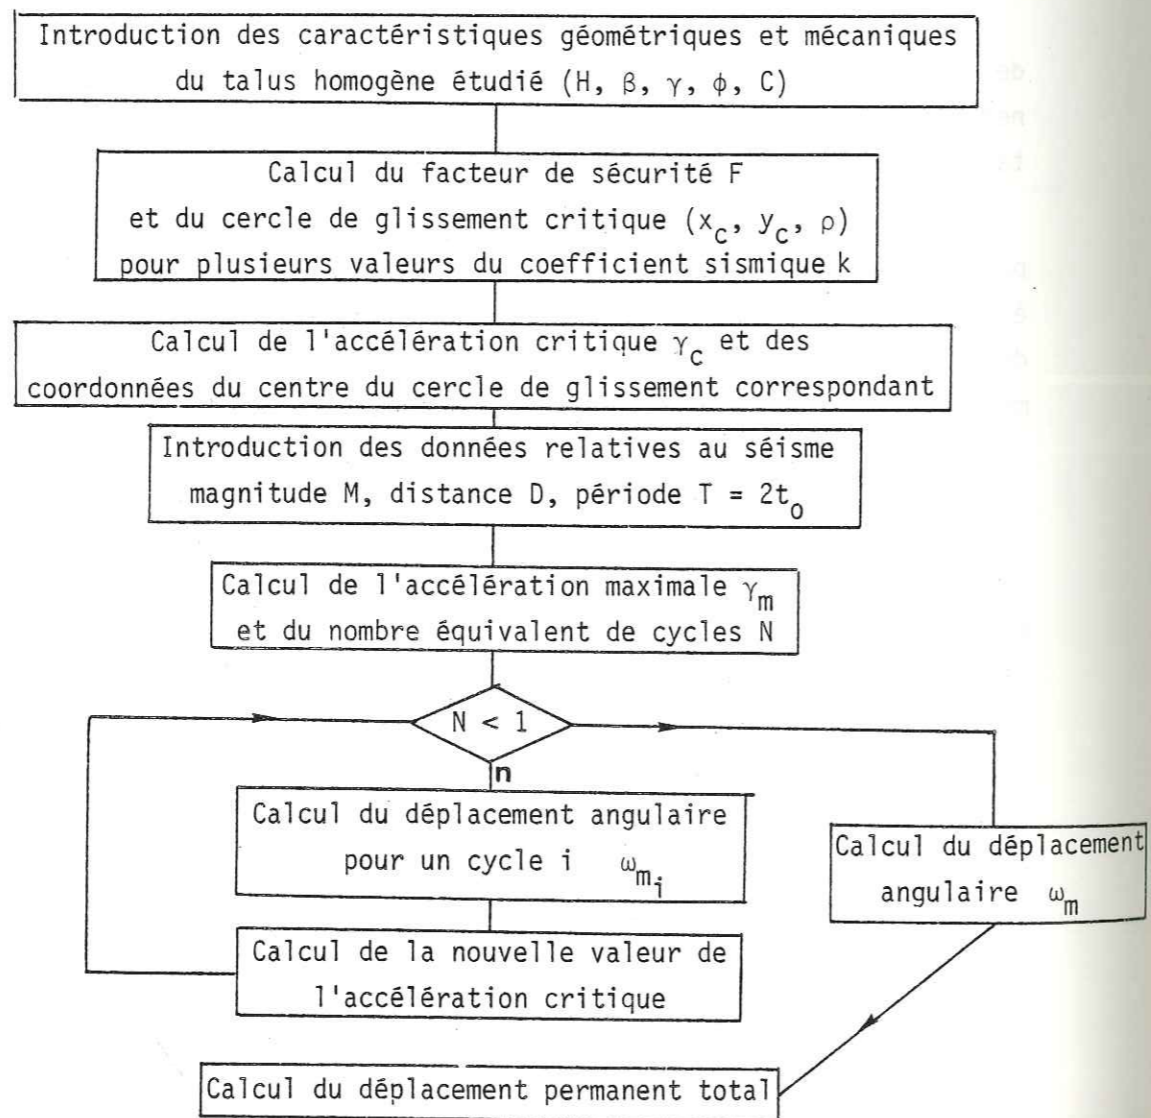 Introduction des caractéristiques géométriques et mécaniques
du talus homogène étudié (H, β, γ, ϕ, C)
Calcul du facteur de sécurité F
et du cercle de glissement critique (x_c, y_c, ρ)
pour plusieurs valeurs du coefficient sismique k
Calcul de l'accélération critique γ_c et des
coordonnées du centre du cercle de glissement correspondant
Introduction des données relatives au séisme
magnitude M, distance D, période T = 2t_o
Calcul de l'accélération maximale γ_m
et du nombre équivalent de cycles N
N < 1
n
Calcul du déplacement angulaire
pour un cycle i ω_m_i
Calcul de la nouvelle valeur de
l'accélération critique
Calcul du déplacement
angulaire ω_m
Calcul du déplacement permanent total